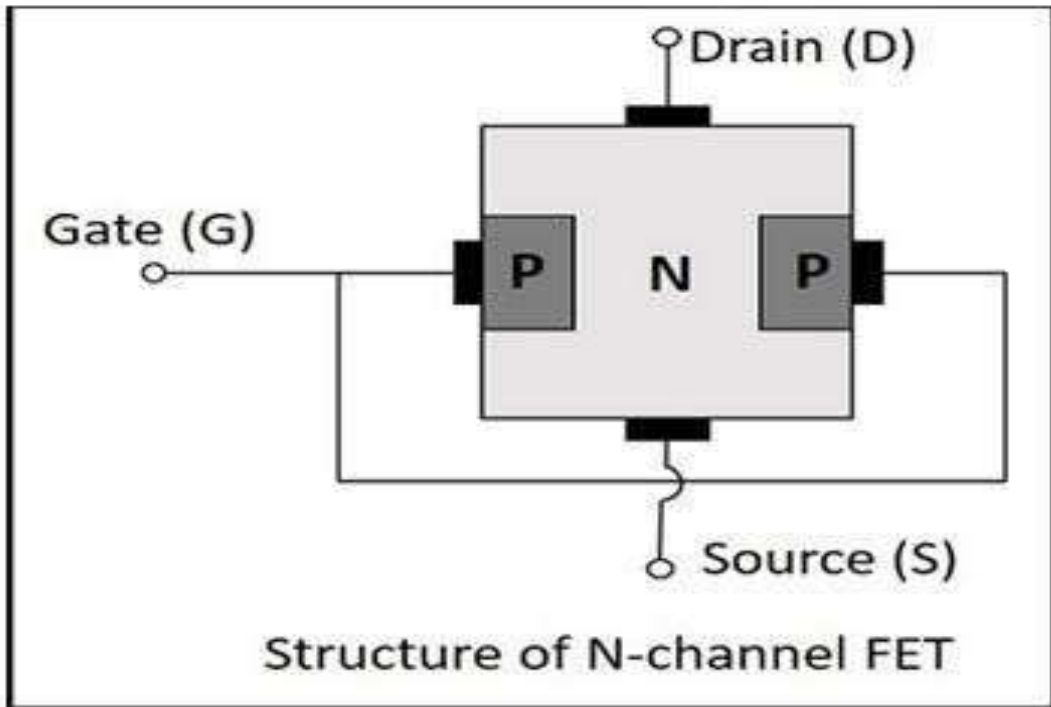 Drain (D)
Gate (G)
P N P
Source (S)
Structure of N-channel FET